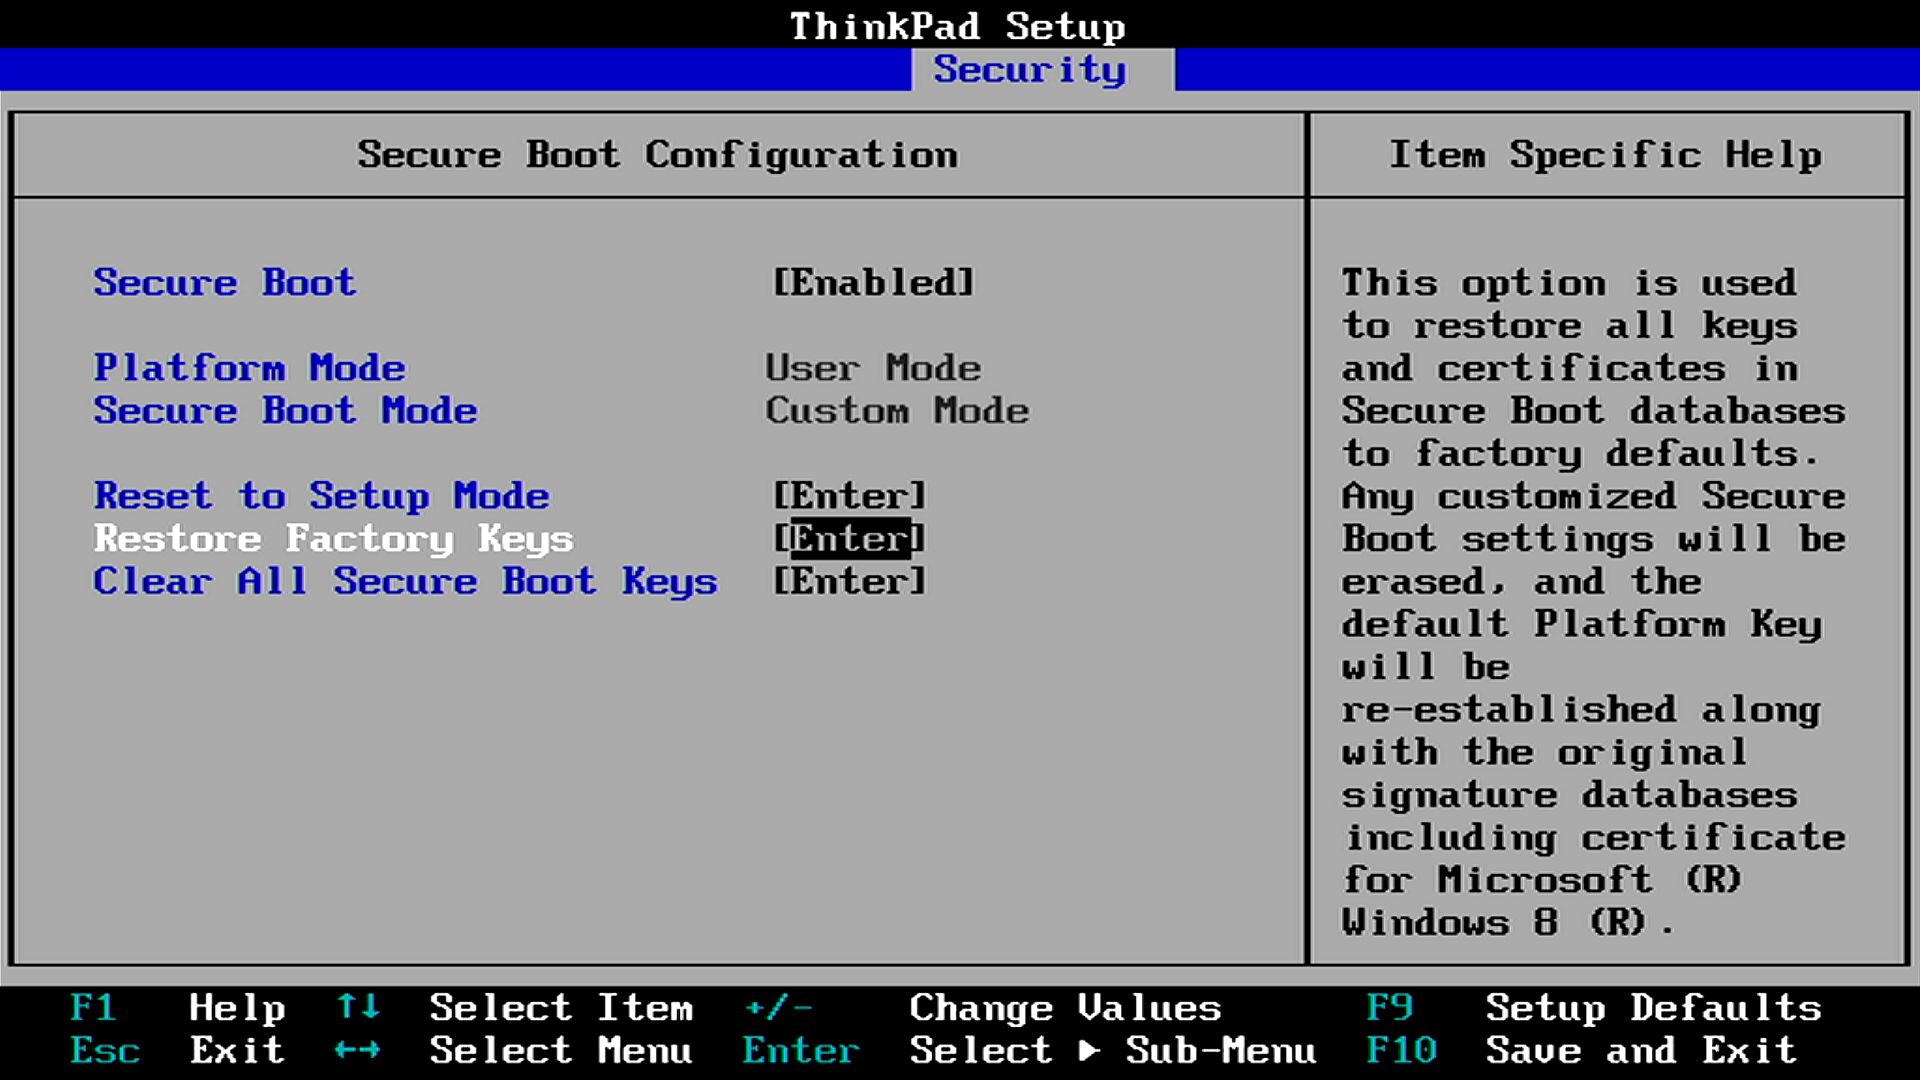 ThinkPad Setup
Security
Secure Boot Configuration
Item Specific Help
Secure Boot [Enabled]
Platform Mode User Mode
Secure Boot Mode Custom Mode
Reset to Setup Mode [Enter]
Restore Factory Keys [Enter]
Clear All Secure Boot Keys [Enter]
This option is used
to restore all keys
and certificates in
Secure Boot databases
to factory defaults.
Any customized Secure
Boot settings will be
erased, and the
default Platform Key
will be
re-established along
with the original
signature databases
including certificate
for Microsoft (R)
Windows 8 (R).
F1 Help ↑↓ Select Item +/- Change Values F9 Setup Defaults
Esc Exit ←→ Select Menu Enter Select ▶ Sub-Menu F10 Save and Exit